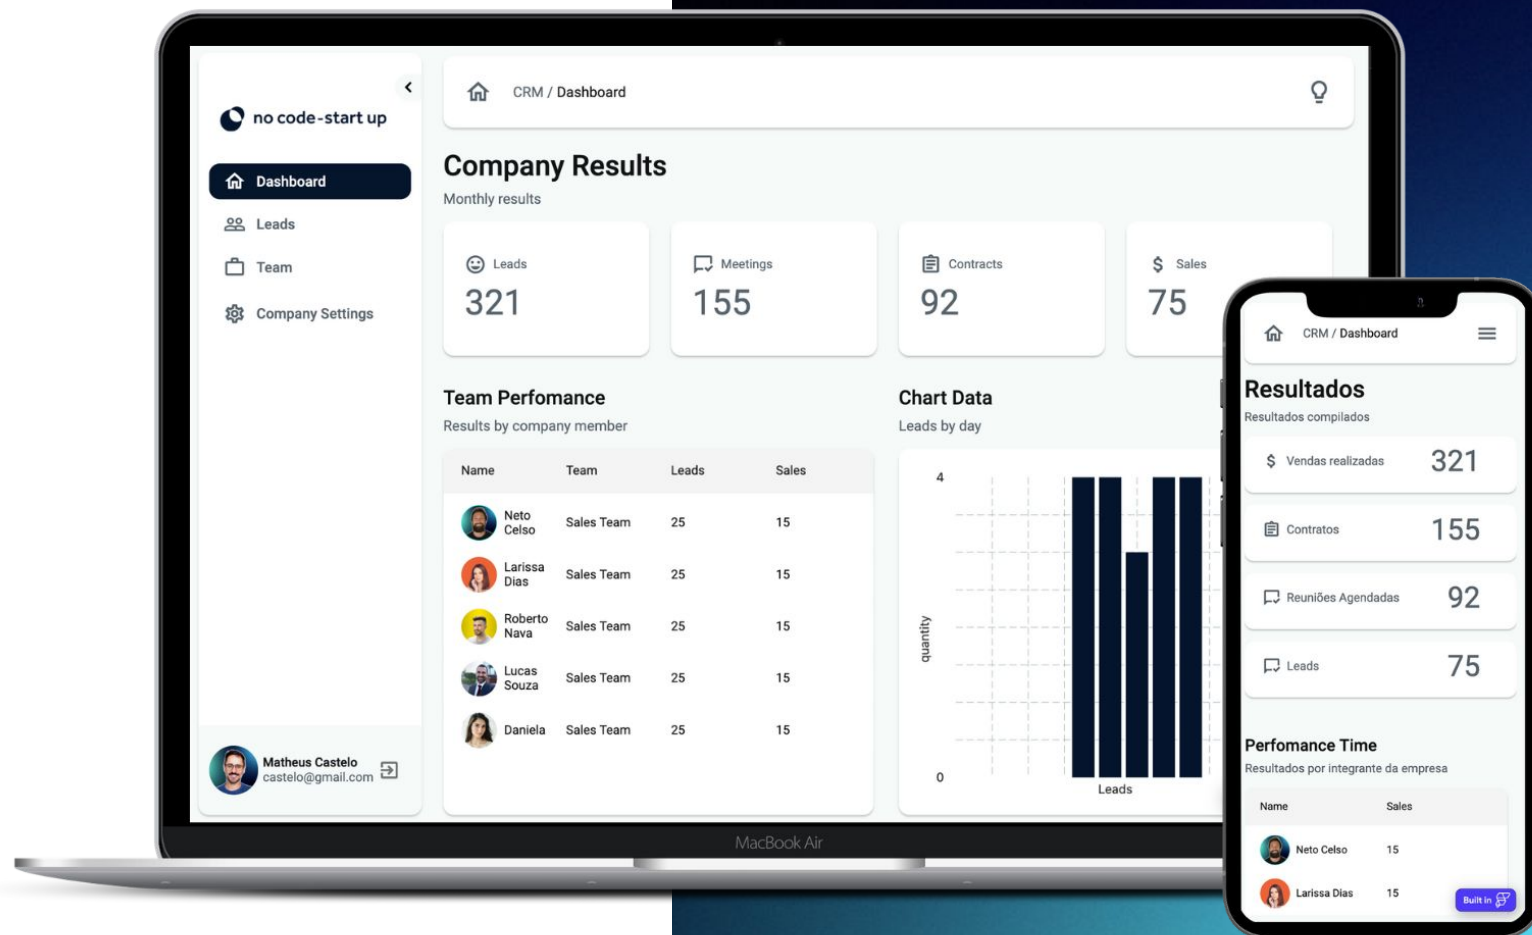 no code-start up
Dashboard
Leads
Team
Company Settings
Matheus Castelo
castelo@gmail.com
CRM / Dashboard
Company Results
Monthly results
Leads
321
Meetings
155
Contracts
92
$ Sales
75
Team Perfomance
Results by company member
Name Team Leads Sales
Neto
Celso
Sales Team 25 15
Larissa
Dias
Sales Team 25 15
Roberto
Nava
Sales Team 25 15
Lucas
Souza
Sales Team 25 15
Daniela Sales Team 25 15
Chart Data
Leads by day
4
quantity
0
Leads
MacBook Air
CRM / Dashboard
Resultados
Resultados compilados
$ Vendas realizadas 321
Contratos 155
Reuniões Agendadas 92
Leads 75
Perfomance Time
Resultados por integrante da empresa
Name Sales
Neto Celso 15
Larissa Dias 15
Built in